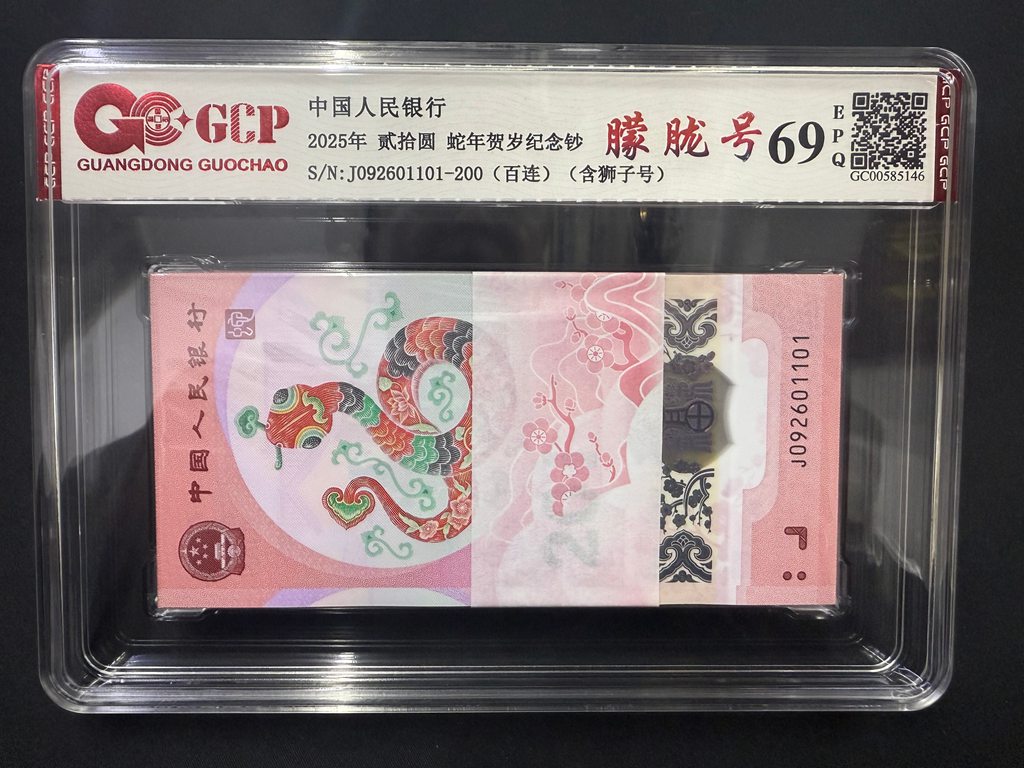 GCP
GUANGDONG GUOCHAO
中国人民银行
2025年 贰拾圆 蛇年贺岁纪念钞
S/N:J092601101-200（百连）（含狮子号）
朦胧号
69
EPQ
GC00585146
GCP GCP
GCP GCP
中国人民银行
J092601101